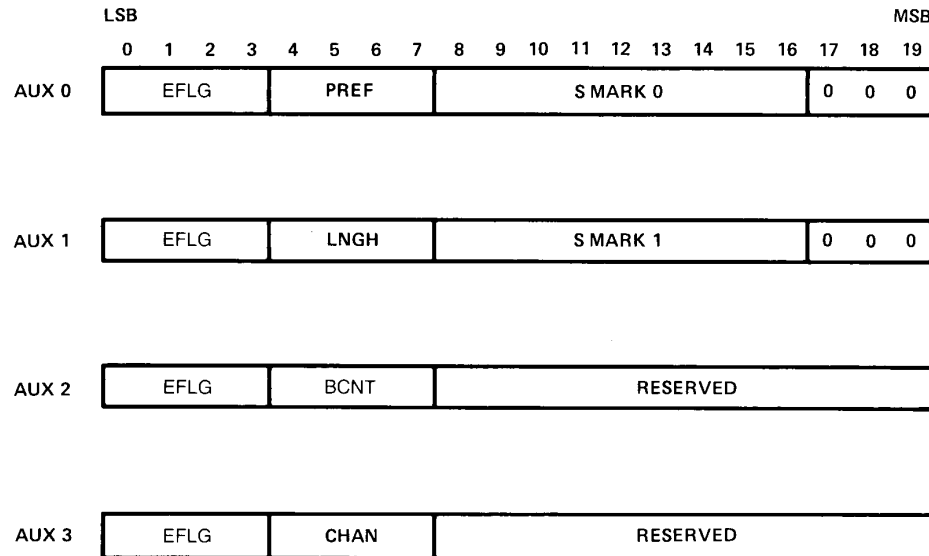 LSB MSB
0 1 2 3 4 5 6 7 8 9 10 11 12 13 14 15 16 17 18 19
AUX 0 EFLG PREF S MARK 0 0 0 0
AUX 1 EFLG LNGH S MARK 1 0 0 0
AUX 2 EFLG BCNT RESERVED
AUX 3 EFLG CHAN RESERVED